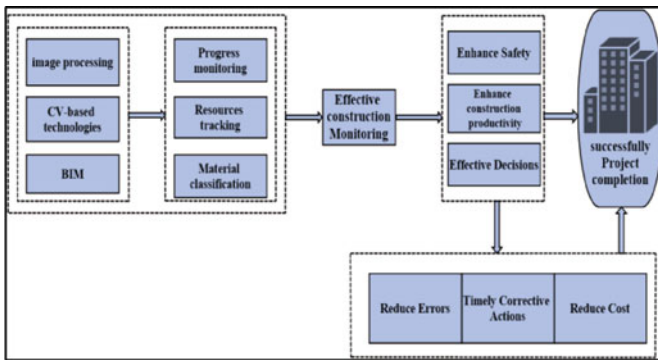 image processing
CV-based
technologies
BIM
Progress
monitoring
Resources
tracking
Material
classification
Effective
construction
Monitoring
Enhance Safety
Enhance
construction
productivity
Effective Decisions
successfully
Project
completion
Reduce Errors
Timely Corrective
Actions
Reduce Cost